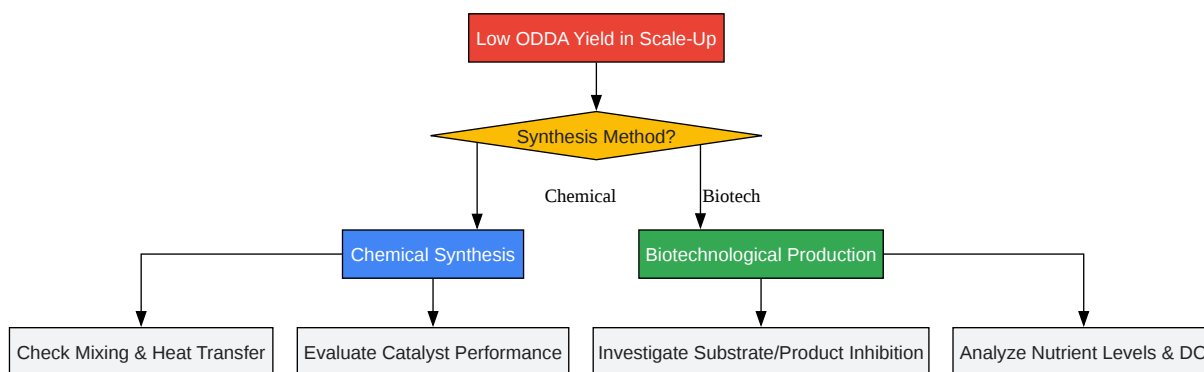 Low ODDA Yield in Scale-Up
Synthesis Method?
Chemical
Biotech
Chemical Synthesis
Biotechnological Production
Check Mixing & Heat Transfer
Evaluate Catalyst Performance
Investigate Substrate/Product Inhibition
Analyze Nutrient Levels & DO